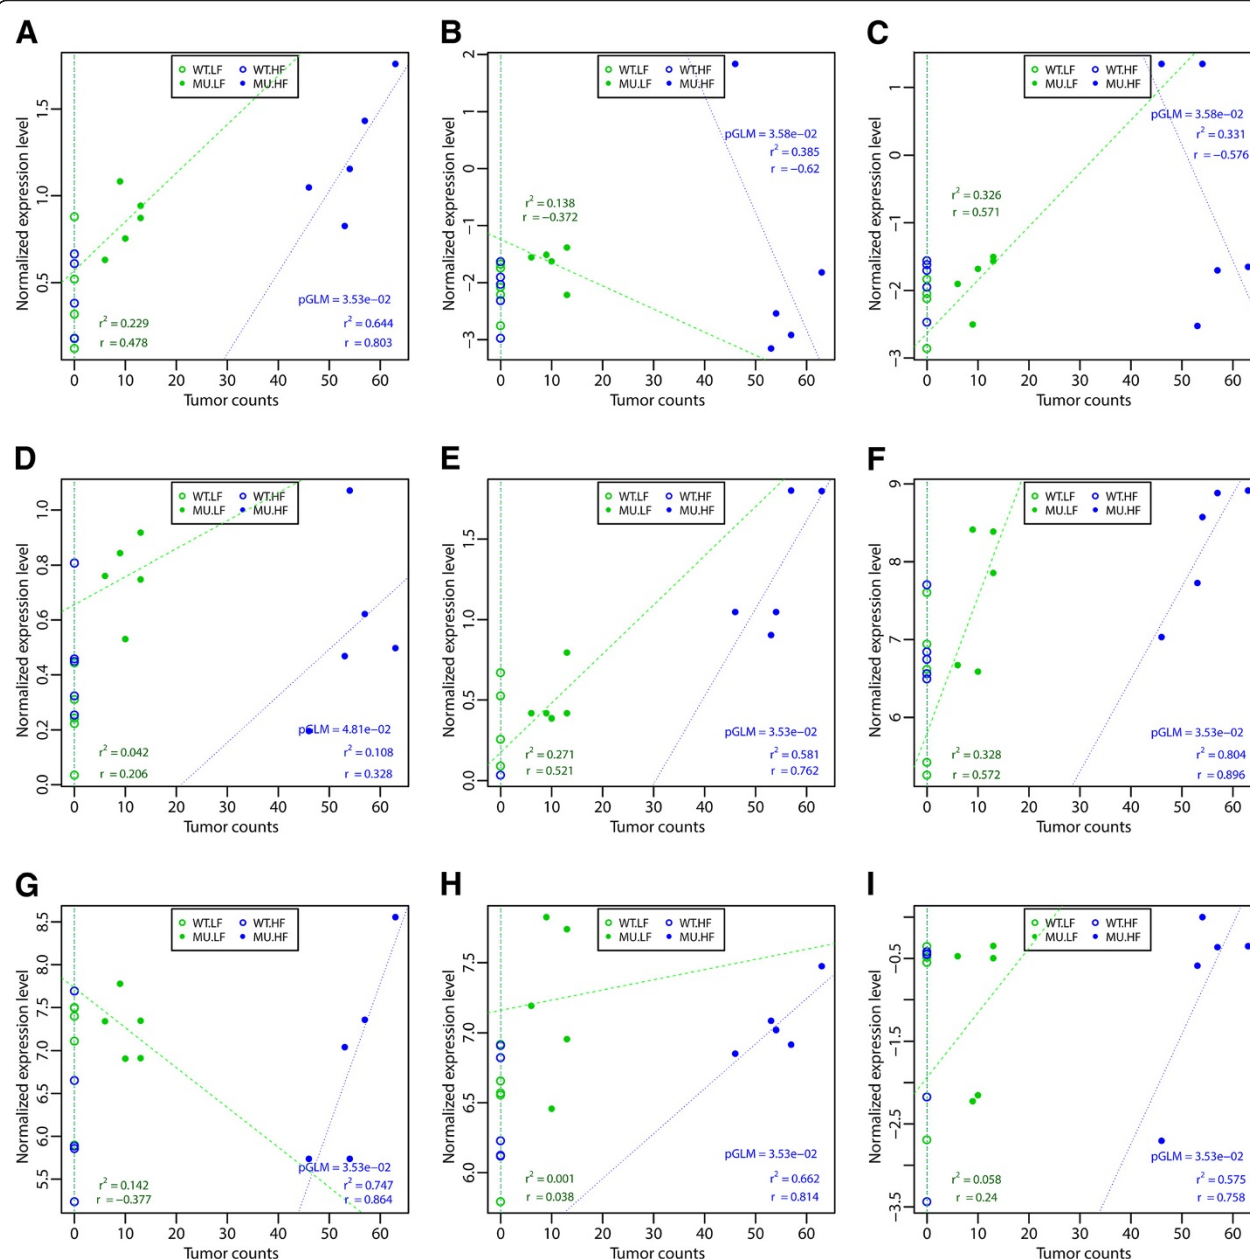 A
WT.LF WT.HF
MU.LF MU.HF
Normalized expression level
1.5
1.0
0.5
pGLM = 3.53e−02
r² = 0.229 r² = 0.644
r = 0.478 r = 0.803
0 10 20 30 40 50 60
Tumor counts
B
WT.LF WT.HF
MU.LF MU.HF
Normalized expression level
2
1
0
−1
−2
−3
pGLM = 3.58e−02
r² = 0.385
r = −0.62
r² = 0.138
r = −0.372
0 10 20 30 40 50 60
Tumor counts
C
WT.LF WT.HF
MU.LF MU.HF
Normalized expression level
1
0
−1
−2
−3
pGLM = 3.58e−02
r² = 0.331
r = −0.576
r² = 0.326
r = 0.571
0 10 20 30 40 50 60
Tumor counts
D
WT.LF WT.HF
MU.LF MU.HF
Normalized expression level
1.0
0.8
0.6
0.4
0.2
0.0
pGLM = 4.81e−02
r² = 0.042 r² = 0.108
r = 0.206 r = 0.328
0 10 20 30 40 50 60
Tumor counts
E
WT.LF WT.HF
MU.LF MU.HF
Normalized expression level
1.5
1.0
0.5
0.0
pGLM = 3.53e−02
r² = 0.271 r² = 0.581
r = 0.521 r = 0.762
0 10 20 30 40 50 60
Tumor counts
F
WT.LF WT.HF
MU.LF MU.HF
Normalized expression level
9
8
7
6
pGLM = 3.53e−02
r² = 0.328 r² = 0.804
r = 0.572 r = 0.896
0 10 20 30 40 50 60
Tumor counts
G
WT.LF WT.HF
MU.LF MU.HF
Normalized expression level
8.5
8.0
7.5
7.0
6.5
6.0
5.5
pGLM = 3.53e−02
r² = 0.142 r² = 0.747
r = −0.377 r = 0.864
0 10 20 30 40 50 60
Tumor counts
H
WT.LF WT.HF
MU.LF MU.HF
Normalized expression level
7.5
7.0
6.5
6.0
pGLM = 3.53e−02
r² = 0.001 r² = 0.662
r = 0.038 r = 0.814
0 10 20 30 40 50 60
Tumor counts
I
WT.LF WT.HF
MU.LF MU.HF
Normalized expression level
−0.5
−1.5
−2.5
−3.5
pGLM = 3.53e−02
r² = 0.058 r² = 0.575
r = 0.24 r = 0.758
0 10 20 30 40 50 60
Tumor counts